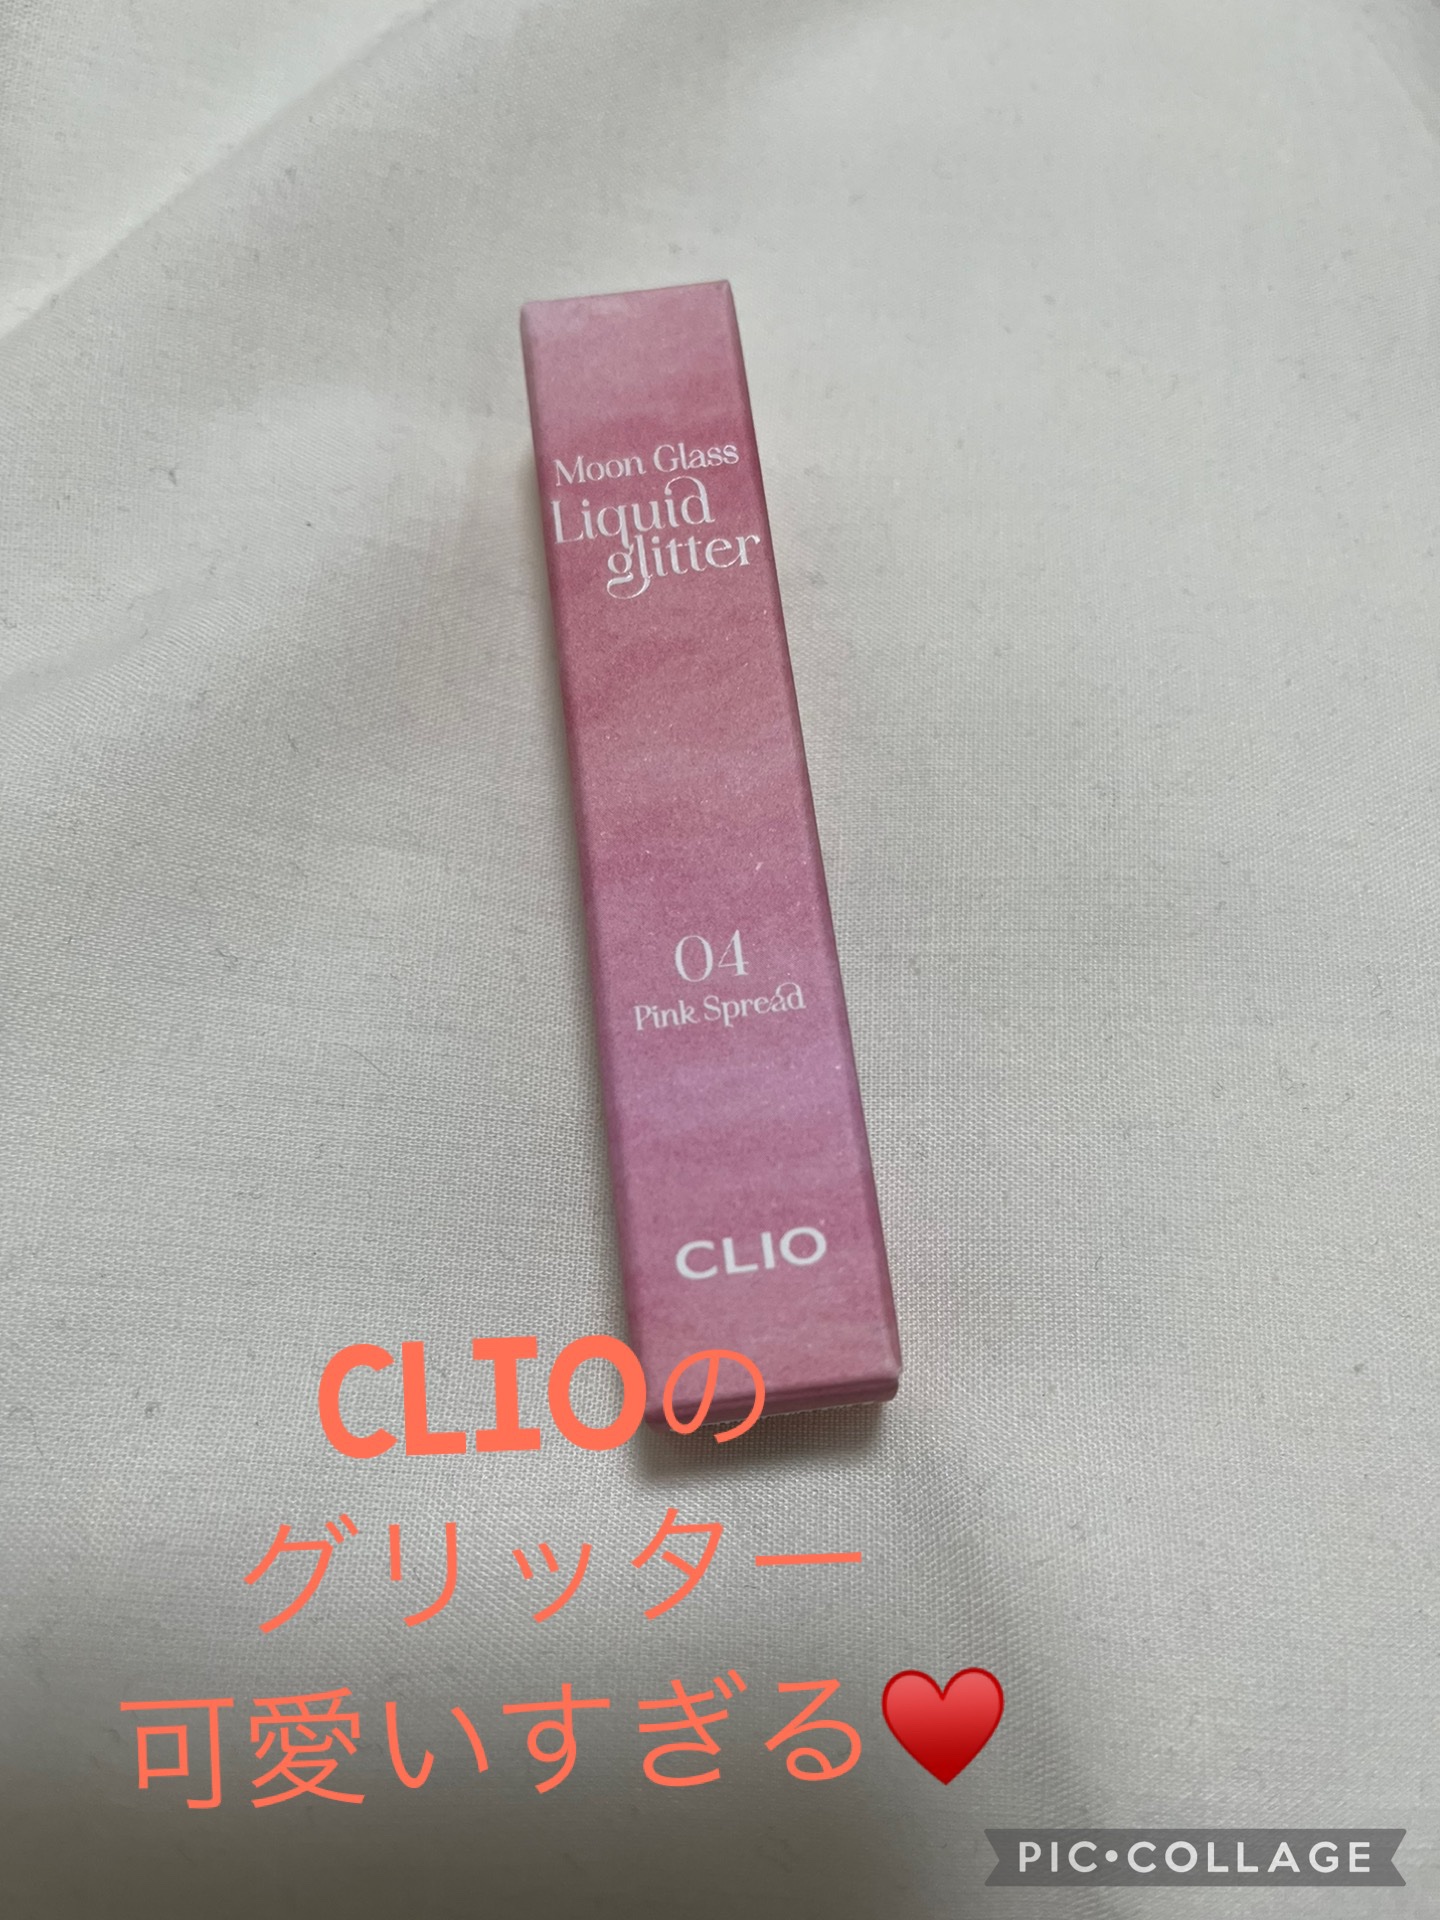 Moon Glass
Liquid
glitter
04
Pink Spread
CLIO
CLIOの
グリッター
可愛いすぎる♥
PIC•COLLAGE